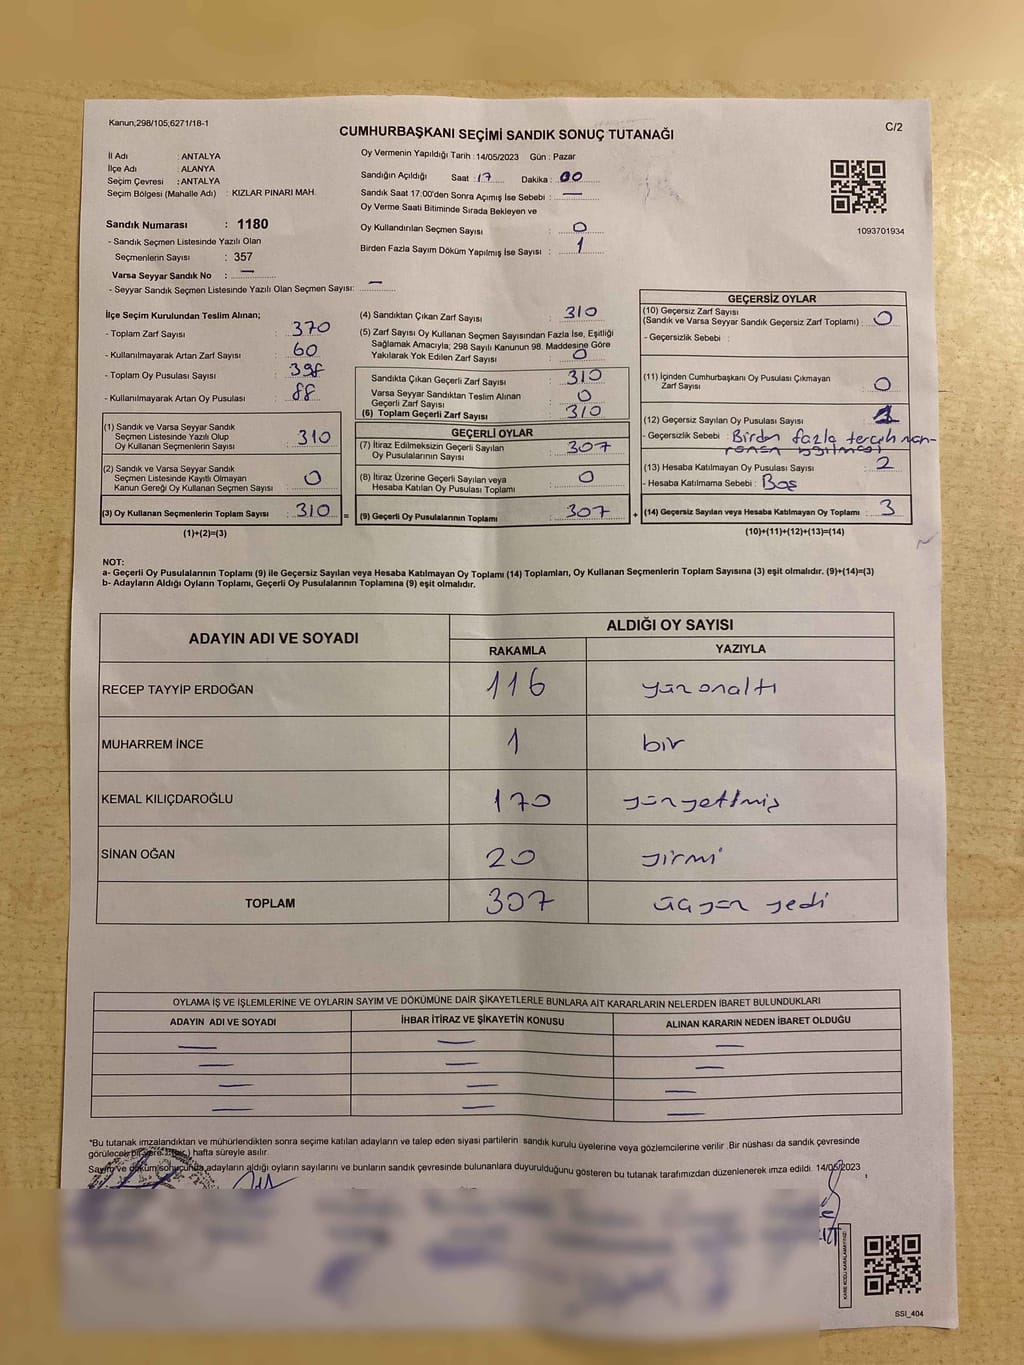 Kanun,298/105,6271/18-1
C/2
CUMHURBAŞKANI SEÇİMİ SANDIK SONUÇ TUTANAĞI
İl Adı : ANTALYA
İlçe Adı : ALANYA
Seçim Çevresi : ANTALYA
Seçim Bölgesi (Mahalle Adı) : KIZLAR PINARI MAH.
Sandık Numarası : 1180
- Sandık Seçmen Listesinde Yazılı Olan
Seçmenlerin Sayısı : 357
Varsa Seyyar Sandık No : —
- Seyyar Sandık Seçmen Listesinde Yazılı Olan Seçmen Sayısı: —
Oy Vermenin Yapıldığı Tarih : 14/05/2023 Gün : Pazar
Sandığın Açıldığı Saat : 17 Dakika : 00
Sandık Saat 17:00'den Sonra Açımış İse Sebebi : —
Oy Verme Saati Bitiminde Sırada Bekleyen ve
Oy Kullandırılan Seçmen Sayısı : 0
Birden Fazla Sayım Döküm Yapılmış İse Sayısı : 1
1093701934
İlçe Seçim Kurulundan Teslim Alınan;
- Toplam Zarf Sayısı : 370
- Kullanılmayarak Artan Zarf Sayısı : 60
- Toplam Oy Pusulası Sayısı : 398
- Kullanılmayarak Artan Oy Pusulası : 88
(1) Sandık ve Varsa Seyyar Sandık
Seçmen Listesinde Yazılı Olup
Oy Kullanan Seçmenlerin Sayısı : 310
(2) Sandık ve Varsa Seyyar Sandık
Seçmen Listesinde Kayıtlı Olmayan
Kanun Gereği Oy Kullanan Seçmen Sayısı : 0
(3) Oy Kullanan Seçmenlerin Toplam Sayısı : 310
(1)+(2)=(3)
(4) Sandıktan Çıkan Zarf Sayısı : 310
(5) Zarf Sayısı Oy Kullanan Seçmen Sayısından Fazla İse, Eşitliği
Sağlamak Amacıyla; 298 Sayılı Kanunun 98. Maddesine Göre
Yakılarak Yok Edilen Zarf Sayısı : 0
Sandıkta Çıkan Geçerli Zarf Sayısı : 310
Varsa Seyyar Sandıktan Teslim Alınan
Geçerli Zarf Sayısı : 0
(6) Toplam Geçerli Zarf Sayısı : 310
GEÇERLİ OYLAR
(7) İtiraz Edilmeksizin Geçerli Sayılan
Oy Pusulalarının Sayısı : 307
(8) İtiraz Üzerine Geçerli Sayılan veya
Hesaba Katılan Oy Pusulaları Toplamı : 0
= (9) Geçerli Oy Pusulalarının Toplamı : 307
GEÇERSİZ OYLAR
(10) Geçersiz Zarf Sayısı
(Sandık ve Varsa Seyyar Sandık Geçersiz Zarf Toplamı) : 0
- Geçersizlik Sebebi :
(11) İçinden Cumhurbaşkanı Oy Pusulası Çıkmayan
Zarf Sayısı : 0
(12) Geçersiz Sayılan Oy Pusulası Sayısı : 1
- Geçersizlik Sebebi : Birden fazla tercih
(13) Hesaba Katılmayan Oy Pusulası Sayısı : 2
- Hesaba Katılmama Sebebi : Boş
+ (14) Geçersiz Sayılan veya Hesaba Katılmayan Oy Toplamı : 3
(10)+(11)+(12)+(13)=(14)
NOT:
a- Geçerli Oy Pusulalarının Toplamı (9) ile Geçersiz Sayılan veya Hesaba Katılmayan Oy Toplamı (14) Toplamları, Oy Kullanan Seçmenlerin Toplam Sayısına (3) eşit olmalıdır. (9)+(14)=(3)
b- Adayların Aldığı Oyların Toplamı, Geçerli Oy Pusulalarının Toplamına (9) eşit olmalıdır.
ADAYIN ADI VE SOYADI ALDIĞI OY SAYISI
RAKAMLA YAZIYLA
RECEP TAYYİP ERDOĞAN 116 yüzonaltı
MUHARREM İNCE 1 bir
KEMAL KILIÇDAROĞLU 170 yüzyetmiş
SİNAN OĞAN 20 yirmi
TOPLAM 307 üçyüz yedi
OYLAMA İŞ VE İŞLEMLERİNE VE OYLARIN SAYIM VE DÖKÜMÜNE DAİR ŞİKAYETLERLE BUNLARA AİT KARARLARIN NELERDEN İBARET BULUNDUKLARI
ADAYIN ADI VE SOYADI İHBAR İTİRAZ VE ŞİKAYETİN KONUSU ALINAN KARARIN NEDEN İBARET OLDUĞU
— — —
— — —
— — —
— — —
*Bu tutanak imzalandıktan ve mühürlendikten sonra seçime katılan adayların ve talep eden siyasi partilerin sandık kurulu üyelerine veya gözlemcilerine verilir .Bir nüshası da sandık çevresinde
görülecek bir yere hafta süreyle asılır.
Sayım ve döküm sonucunda adayların aldığı oyların sayılarını ve bunların sandık çevresinde bulunanlara duyurulduğunu gösteren bu tutanak tarafımızdan düzenlenerek imza edildi. 14/05/2023
KARE KODU KARALAMAYINIZ!
SSI_404